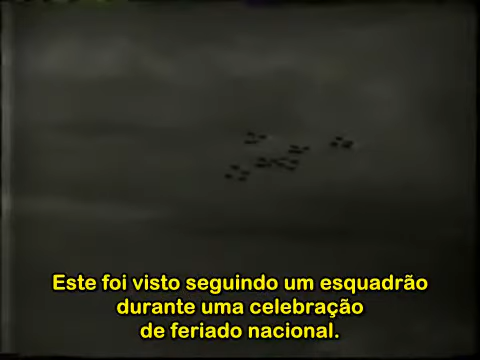 Este foi visto seguindo um esquadrão
durante uma celebração
de feriado nacional.